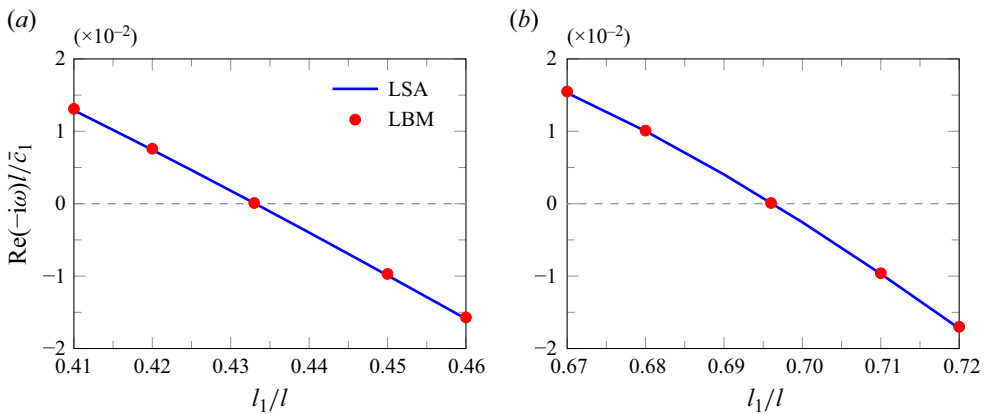 (a)
(×10⁻²)
2
1
0
−1
−2
Re(−iω)l/c̄₁
LSA
LBM
0.41 0.42 0.43 0.44 0.45 0.46
l₁/l
(b)
(×10⁻²)
2
1
0
−1
−2
0.67 0.68 0.69 0.70 0.71 0.72
l₁/l